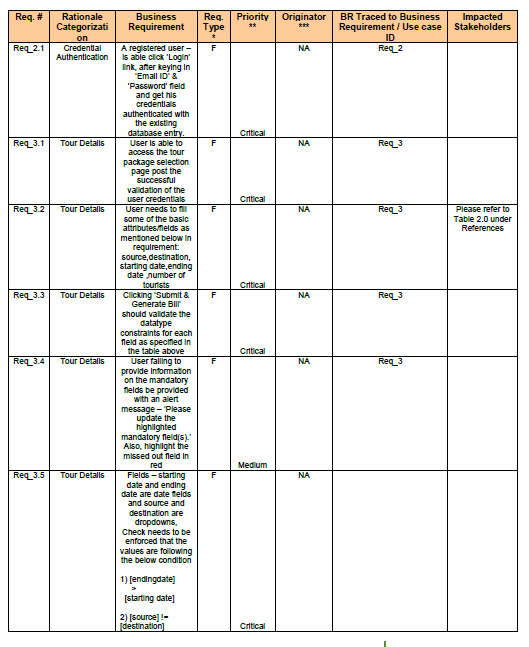 Req. # Rationale Categorizati on Business Requirement Req. Type * Priority ** Originator *** BR Traced to Business Requirement / Use case ID Impacted Stakeholders
Req_2.1 Credential Authentication A registered user – F NA Req_2
is able click 'Login'
link, after keying in
'Email ID' &
'Password' field
and get his
credentials
authenticated with
the existing
database entry. Critical
Req_3.1 Tour Details User is able to F NA Req_3
access the tour
package selection
page post the
successful
validation of the
user credentials Critical
Req_3.2 Tour Details User needs to fill F NA Req_3 Please refer to
some of the basic Table 2.0 under
attributes/fields as References
mentioned below in
requirement:
source,destination,
starting date,ending
date ,number of
tourists Critical
Req_3.3 Tour Details Clicking 'Submit & F NA Req_3
Generate Bill'
should validate the
datatype
constraints for each
field as specified in
the table above Critical
Req_3.4 Tour Details User failing to F NA Req_3
provide information
on the mandatory
fields be provided
with an alert
message – 'Please
update the
highlighted
mandatory field(s).'
Also, highlight the
missed out field in
red Medium
Req_3.5 Tour Details Fields – starting F NA
date and ending
date are date fields
and source and
destination are
dropdowns,
Check needs to be
enforced that the
values are following
the below condition
1) [endingdate]
>
[starting date]
2) [source] !=
[destination] Critical